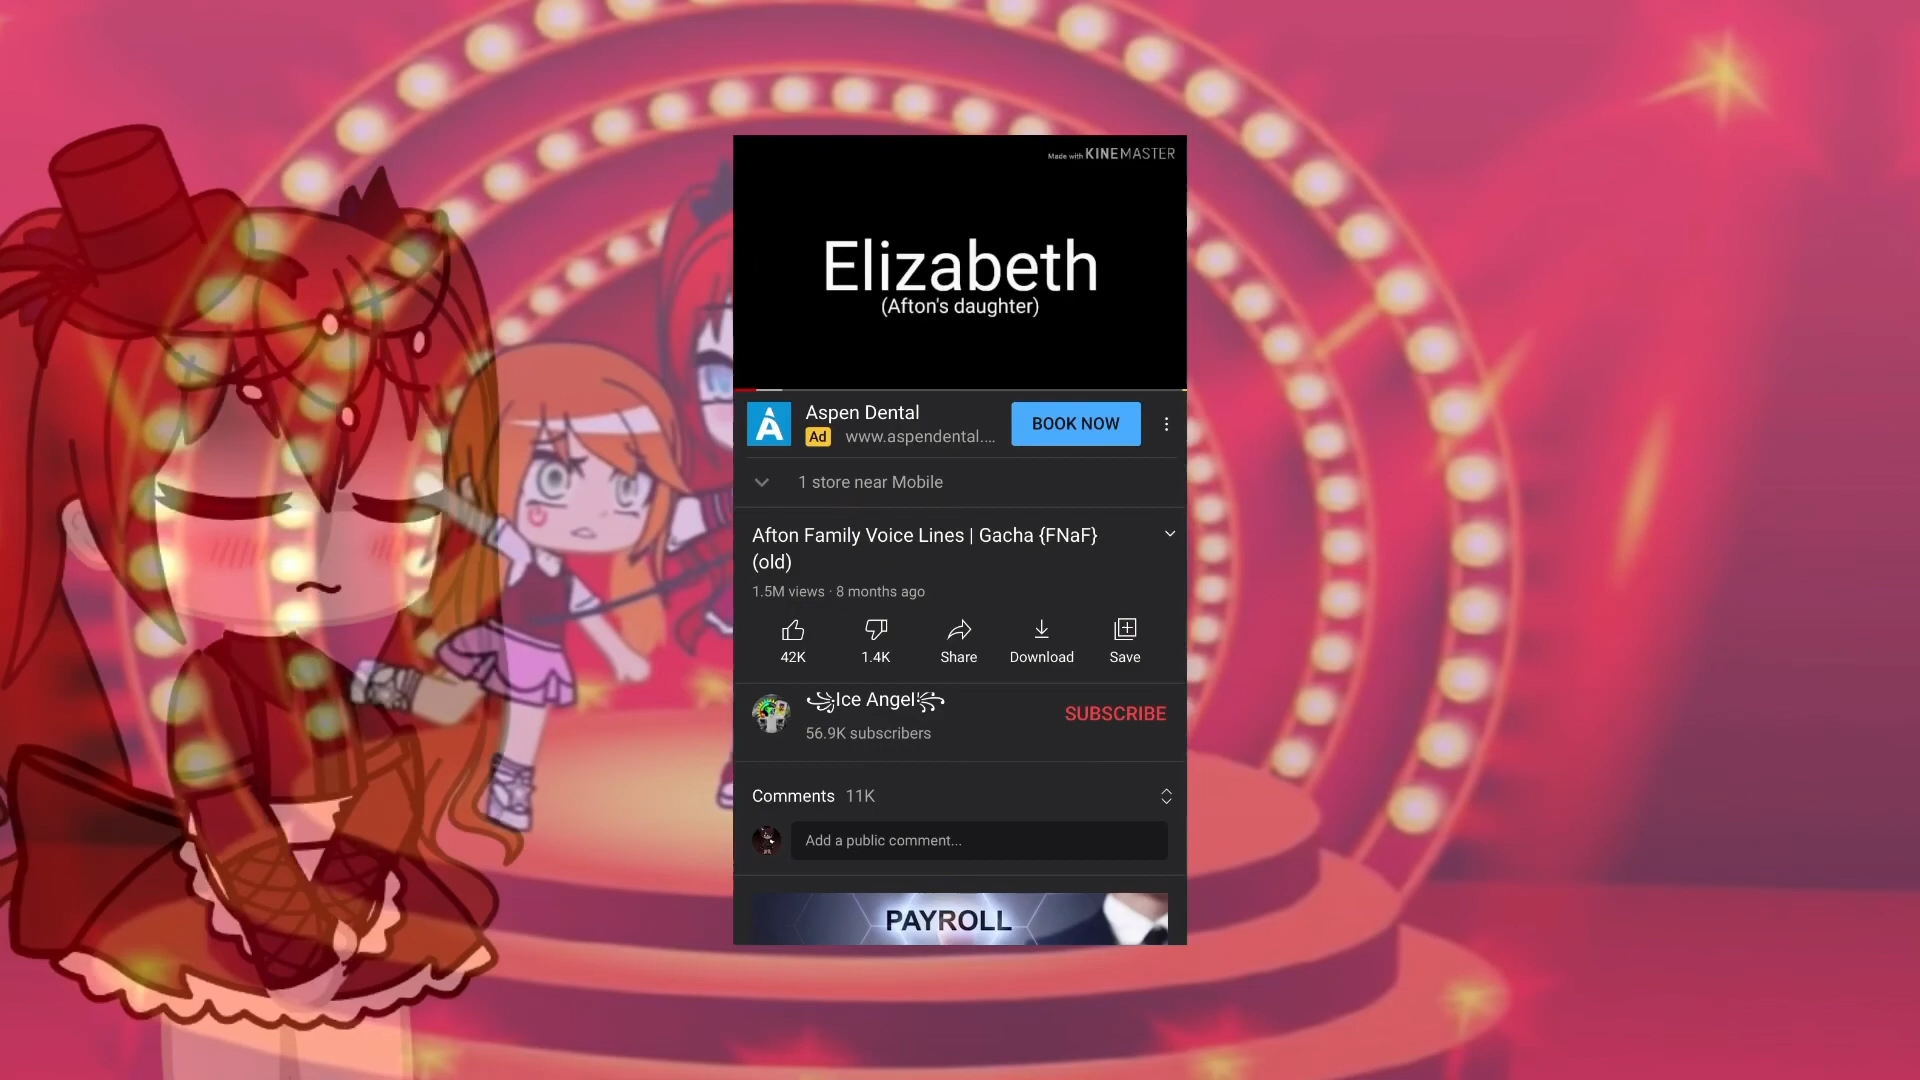 Made with KINEMASTER
Elizabeth
(Afton's daughter)
Aspen Dental
Ad www.aspendental....
BOOK NOW
1 store near Mobile
Afton Family Voice Lines | Gacha {FNaF}
(old)
1.5M views · 8 months ago
42K 1.4K Share Download Save
꧁Ice Angel꧂
56.9K subscribers
SUBSCRIBE
Comments 11K
Add a public comment...
PAYROLL